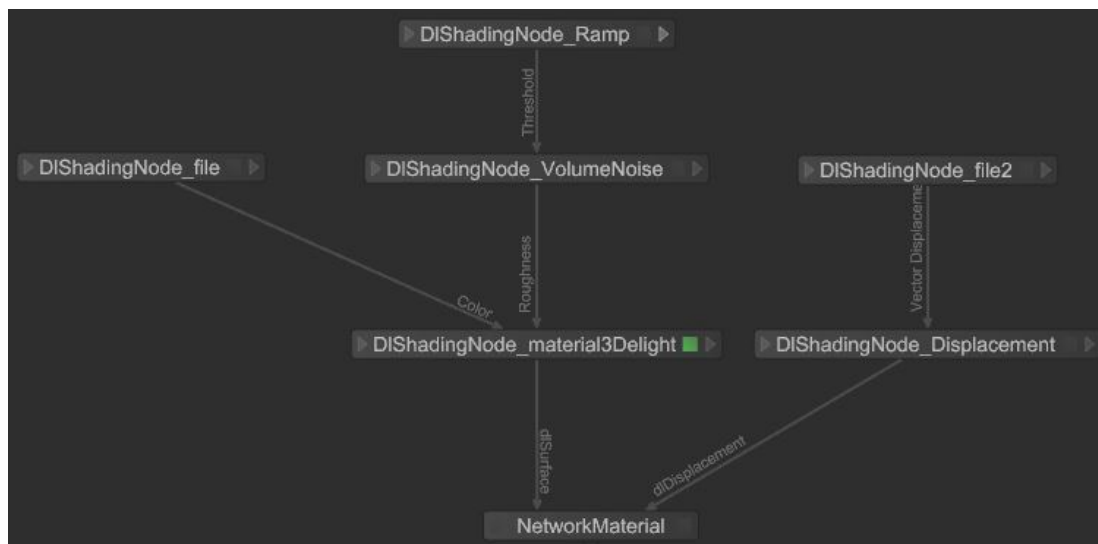 DlShadingNode_Ramp
Threshold
DlShadingNode_file
DlShadingNode_VolumeNoise
DlShadingNode_file2
Color
Roughness
Vector Displaceme
DlShadingNode_material3Delight
DlShadingNode_Displacement
dlSurface
dlDisplacement
NetworkMaterial